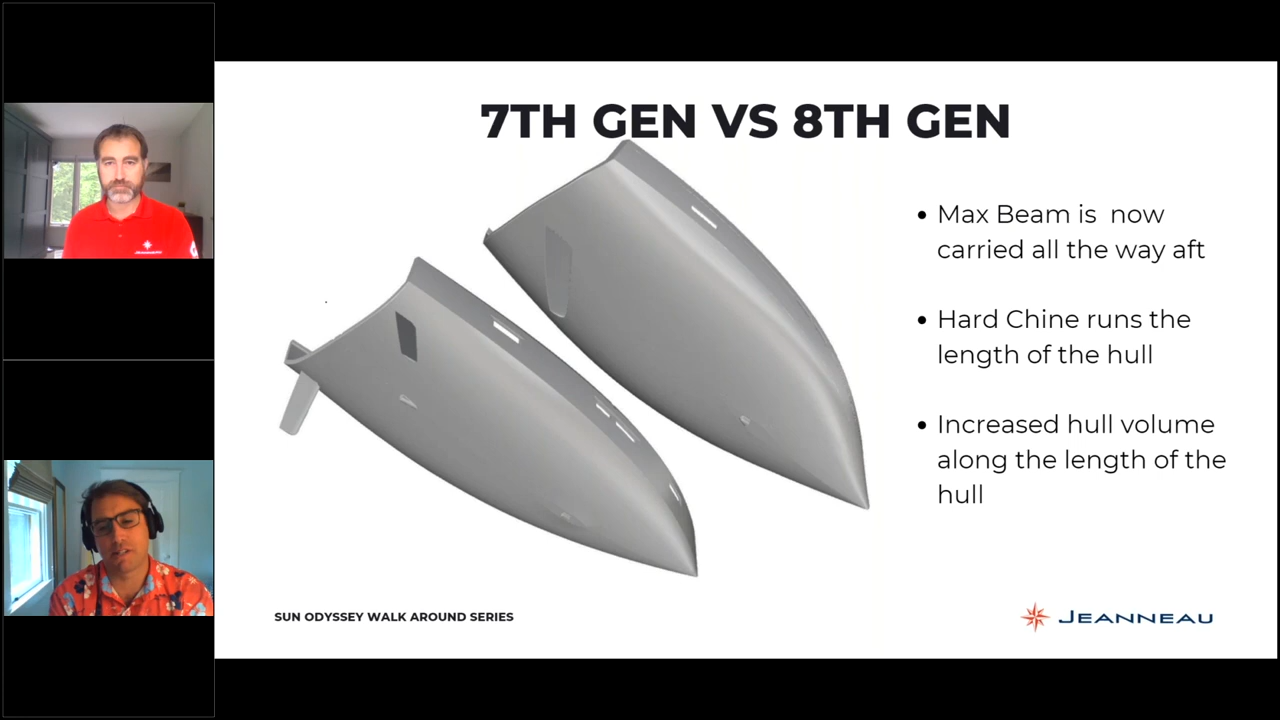 7TH GEN VS 8TH GEN
• Max Beam is now
carried all the way aft
• Hard Chine runs the
length of the hull
• Increased hull volume
along the length of the
hull
SUN ODYSSEY WALK AROUND SERIES
JEANNEAU